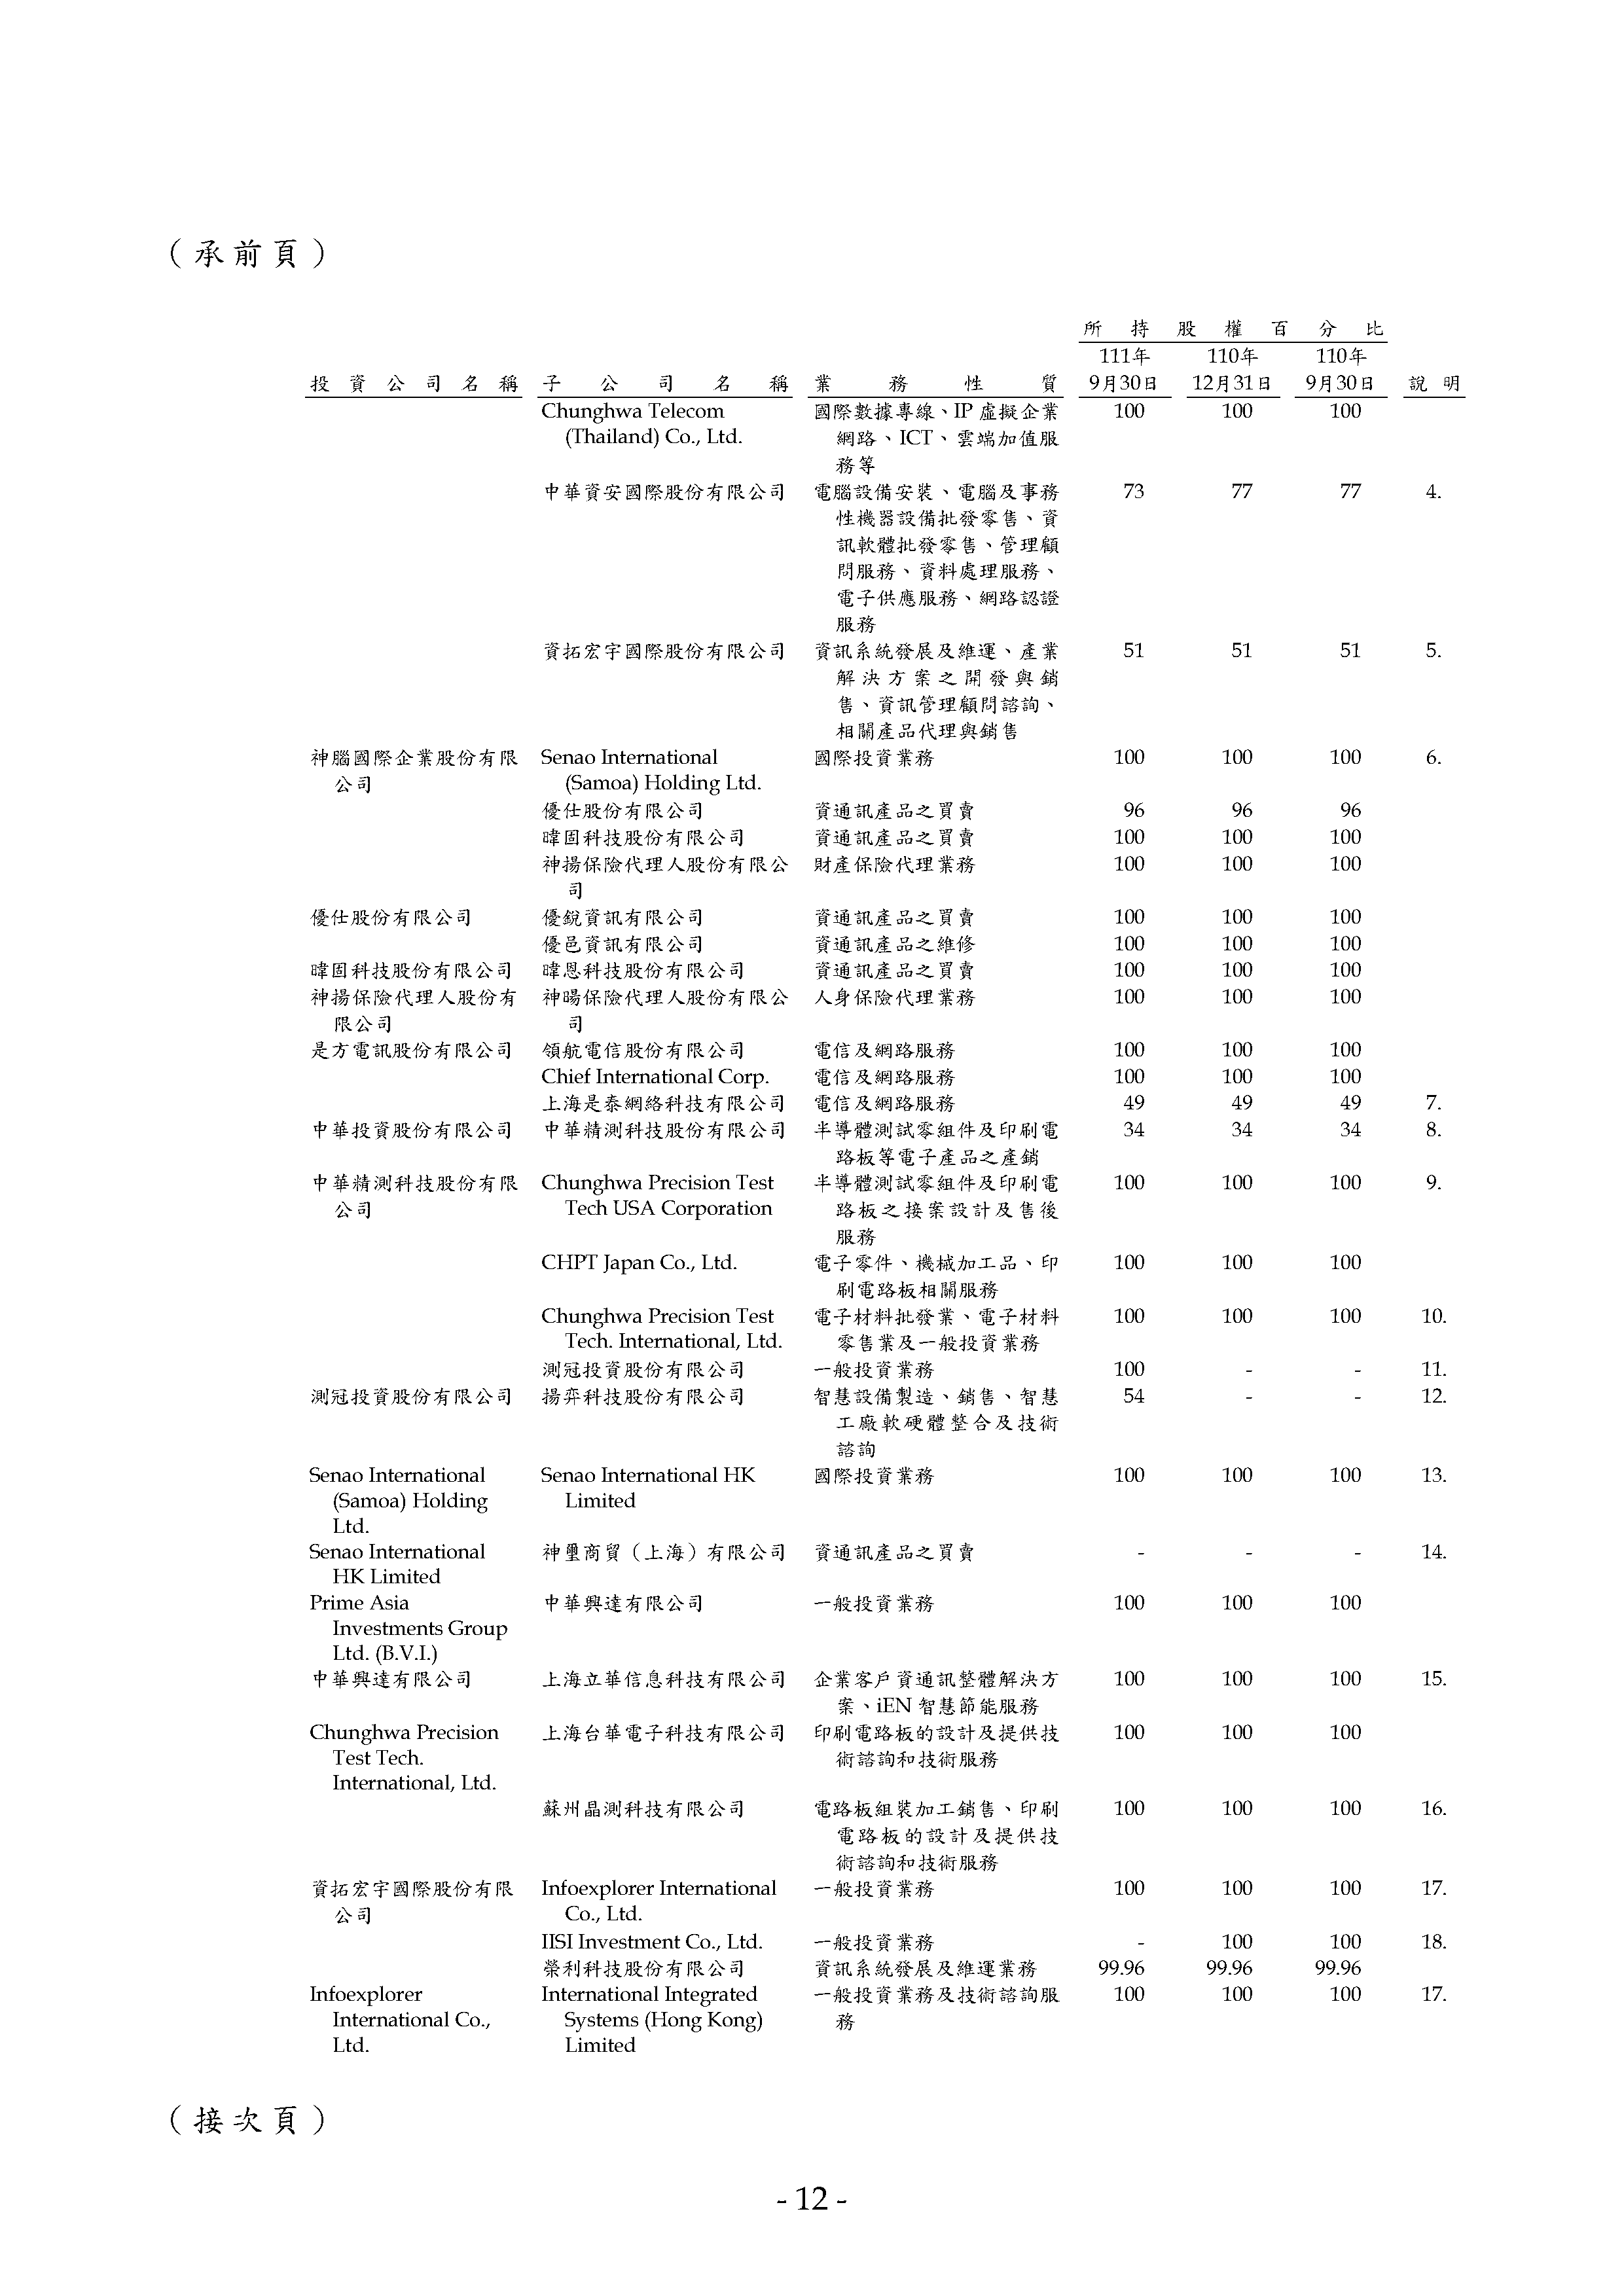 （承前頁）
所持股權百分比
111年 110年 110年
投資公司名稱 子公司名稱 業務性質 9月30日 12月31日 9月30日 說明
Chunghwa Telecom 國際數據專線、IP 虛擬企業 100 100 100
(Thailand) Co., Ltd. 網路、ICT、雲端加值服
務等
中華資安國際股份有限公司 電腦設備安裝、電腦及事務 73 77 77 4.
性機器設備批發零售、資
訊軟體批發零售、管理顧
問服務、資料處理服務、
電子供應服務、網路認證
服務
資拓宏宇國際股份有限公司 資訊系統發展及維運、產業 51 51 51 5.
解決方案之開發與銷
售、資訊管理顧問諮詢、
相關產品代理與銷售
神腦國際企業股份有限 Senao International 國際投資業務 100 100 100 6.
公司 (Samoa) Holding Ltd.
優仕股份有限公司 資通訊產品之買賣 96 96 96
暐固科技股份有限公司 資通訊產品之買賣 100 100 100
神揚保險代理人股份有限公 財產保險代理業務 100 100 100
司
優仕股份有限公司 優銳資訊有限公司 資通訊產品之買賣 100 100 100
優邑資訊有限公司 資通訊產品之維修 100 100 100
暐固科技股份有限公司 暐恩科技股份有限公司 資通訊產品之買賣 100 100 100
神揚保險代理人股份有 神暘保險代理人股份有限公 人身保險代理業務 100 100 100
限公司 司
是方電訊股份有限公司 領航電信股份有限公司 電信及網路服務 100 100 100
Chief International Corp. 電信及網路服務 100 100 100
上海是泰網絡科技有限公司 電信及網路服務 49 49 49 7.
中華投資股份有限公司 中華精測科技股份有限公司 半導體測試零組件及印刷電 34 34 34 8.
路板等電子產品之產銷
中華精測科技股份有限 Chunghwa Precision Test 半導體測試零組件及印刷電 100 100 100 9.
公司 Tech USA Corporation 路板之接案設計及售後
服務
CHPT Japan Co., Ltd. 電子零件、機械加工品、印 100 100 100
刷電路板相關服務
Chunghwa Precision Test 電子材料批發業、電子材料 100 100 100 10.
Tech. International, Ltd. 零售業及一般投資業務
測冠投資股份有限公司 一般投資業務 100 - - 11.
測冠投資股份有限公司 揚弈科技股份有限公司 智慧設備製造、銷售、智慧 54 - - 12.
工廠軟硬體整合及技術
諮詢
Senao International Senao International HK 國際投資業務 100 100 100 13.
(Samoa) Holding Limited
Ltd.
Senao International 神璽商貿（上海）有限公司 資通訊產品之買賣 - - - 14.
HK Limited
Prime Asia 中華興達有限公司 一般投資業務 100 100 100
Investments Group
Ltd. (B.V.I.)
中華興達有限公司 上海立華信息科技有限公司 企業客戶資通訊整體解決方 100 100 100 15.
案、iEN 智慧節能服務
Chunghwa Precision 上海台華電子科技有限公司 印刷電路板的設計及提供技 100 100 100
Test Tech. 術諮詢和技術服務
International, Ltd.
蘇州晶測科技有限公司 電路板組裝加工銷售、印刷 100 100 100 16.
電路板的設計及提供技
術諮詢和技術服務
資拓宏宇國際股份有限 Infoexplorer International 一般投資業務 100 100 100 17.
公司 Co., Ltd.
IISI Investment Co., Ltd. 一般投資業務 - 100 100 18.
榮利科技股份有限公司 資訊系統發展及維運業務 99.96 99.96 99.96
Infoexplorer International Integrated 一般投資業務及技術諮詢服 100 100 100 17.
International Co., Systems (Hong Kong) 務
Ltd. Limited
（接次頁）
- 12 -